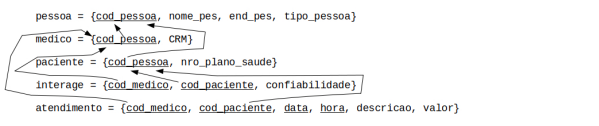 pessoa = {cod_pessoa, nome_pes, end_pes, tipo_pessoa}
medico = {cod_pessoa, CRM}
paciente = {cod_pessoa, nro_plano_saude}
interage = {cod_medico, cod_paciente, confiabilidade}
atendimento = {cod_medico, cod_paciente, data, hora, descricao, valor}